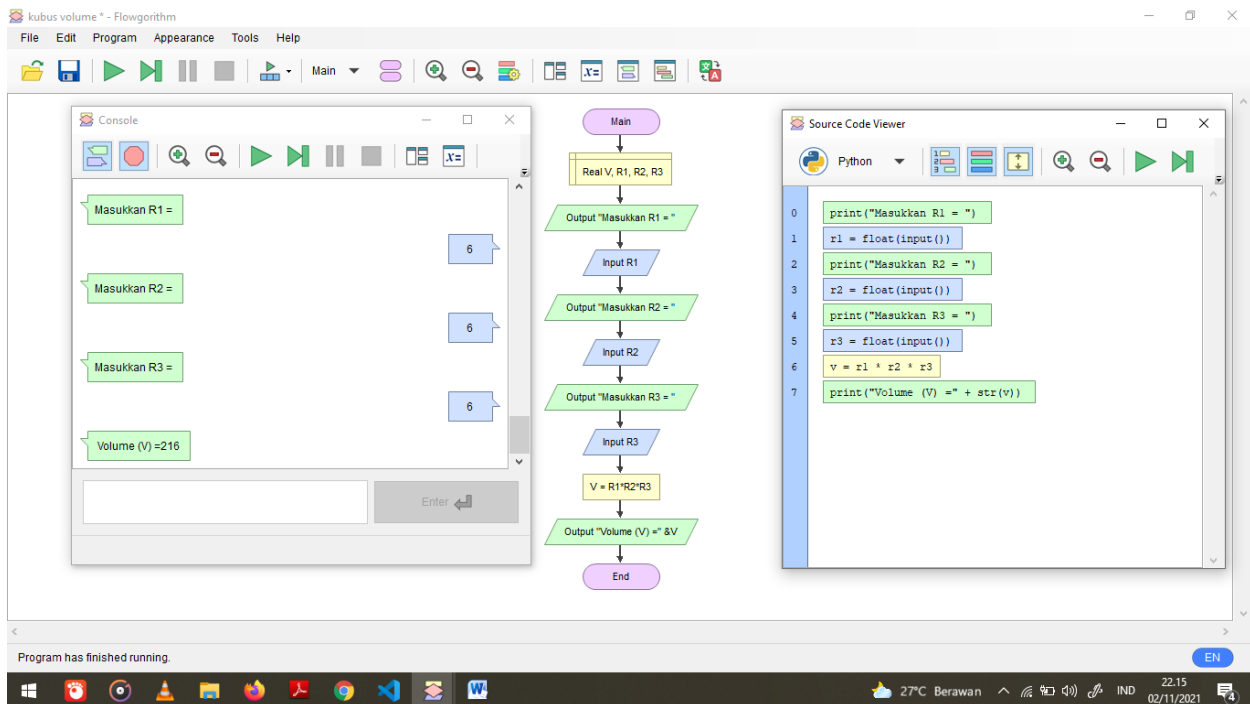 kubus volume * - Flowgorithm
File Edit Program Appearance Tools Help
Main
Console
Masukkan R1 =
6
Masukkan R2 =
6
Masukkan R3 =
6
Volume (V) =216
Enter
Main
Real V, R1, R2, R3
Output "Masukkan R1 = "
Input R1
Output "Masukkan R2 = "
Input R2
Output "Masukkan R3 = "
Input R3
V = R1*R2*R3
Output "Volume (V) =" &V
End
Source Code Viewer
Python
0 print("Masukkan R1 = ")
1 r1 = float(input())
2 print("Masukkan R2 = ")
3 r2 = float(input())
4 print("Masukkan R3 = ")
5 r3 = float(input())
6 v = r1 * r2 * r3
7 print("Volume (V) =" + str(v))
Program has finished running.
EN
27°C Berawan
IND
22.15
02/11/2021
4